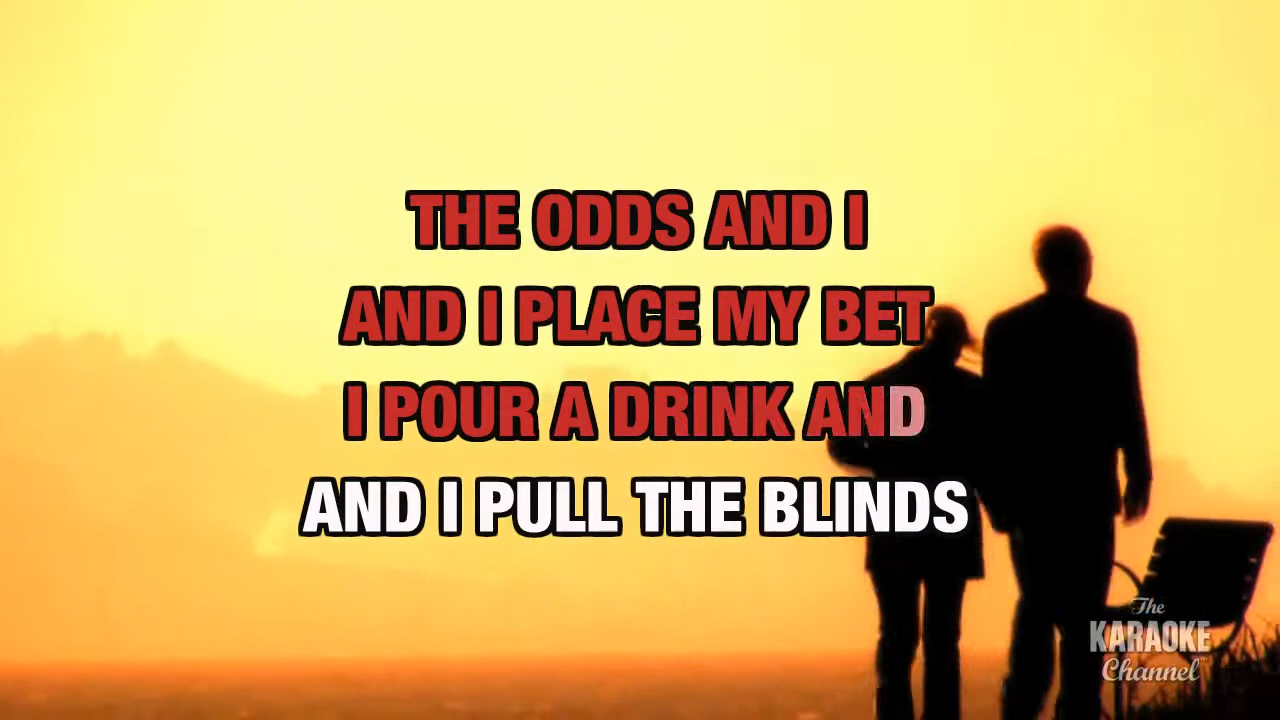 THE ODDS AND I
AND I PLACE MY BET
I POUR A DRINK AND
AND I PULL THE BLINDS
The
KARAOKE
Channel